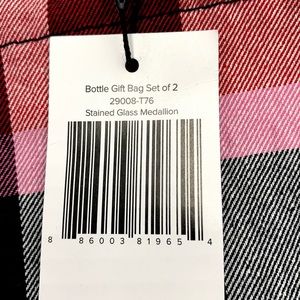 Bottle Gift Bag Set of 2
29008-T76
Stained Glass Medallion
8 86003 81965 4